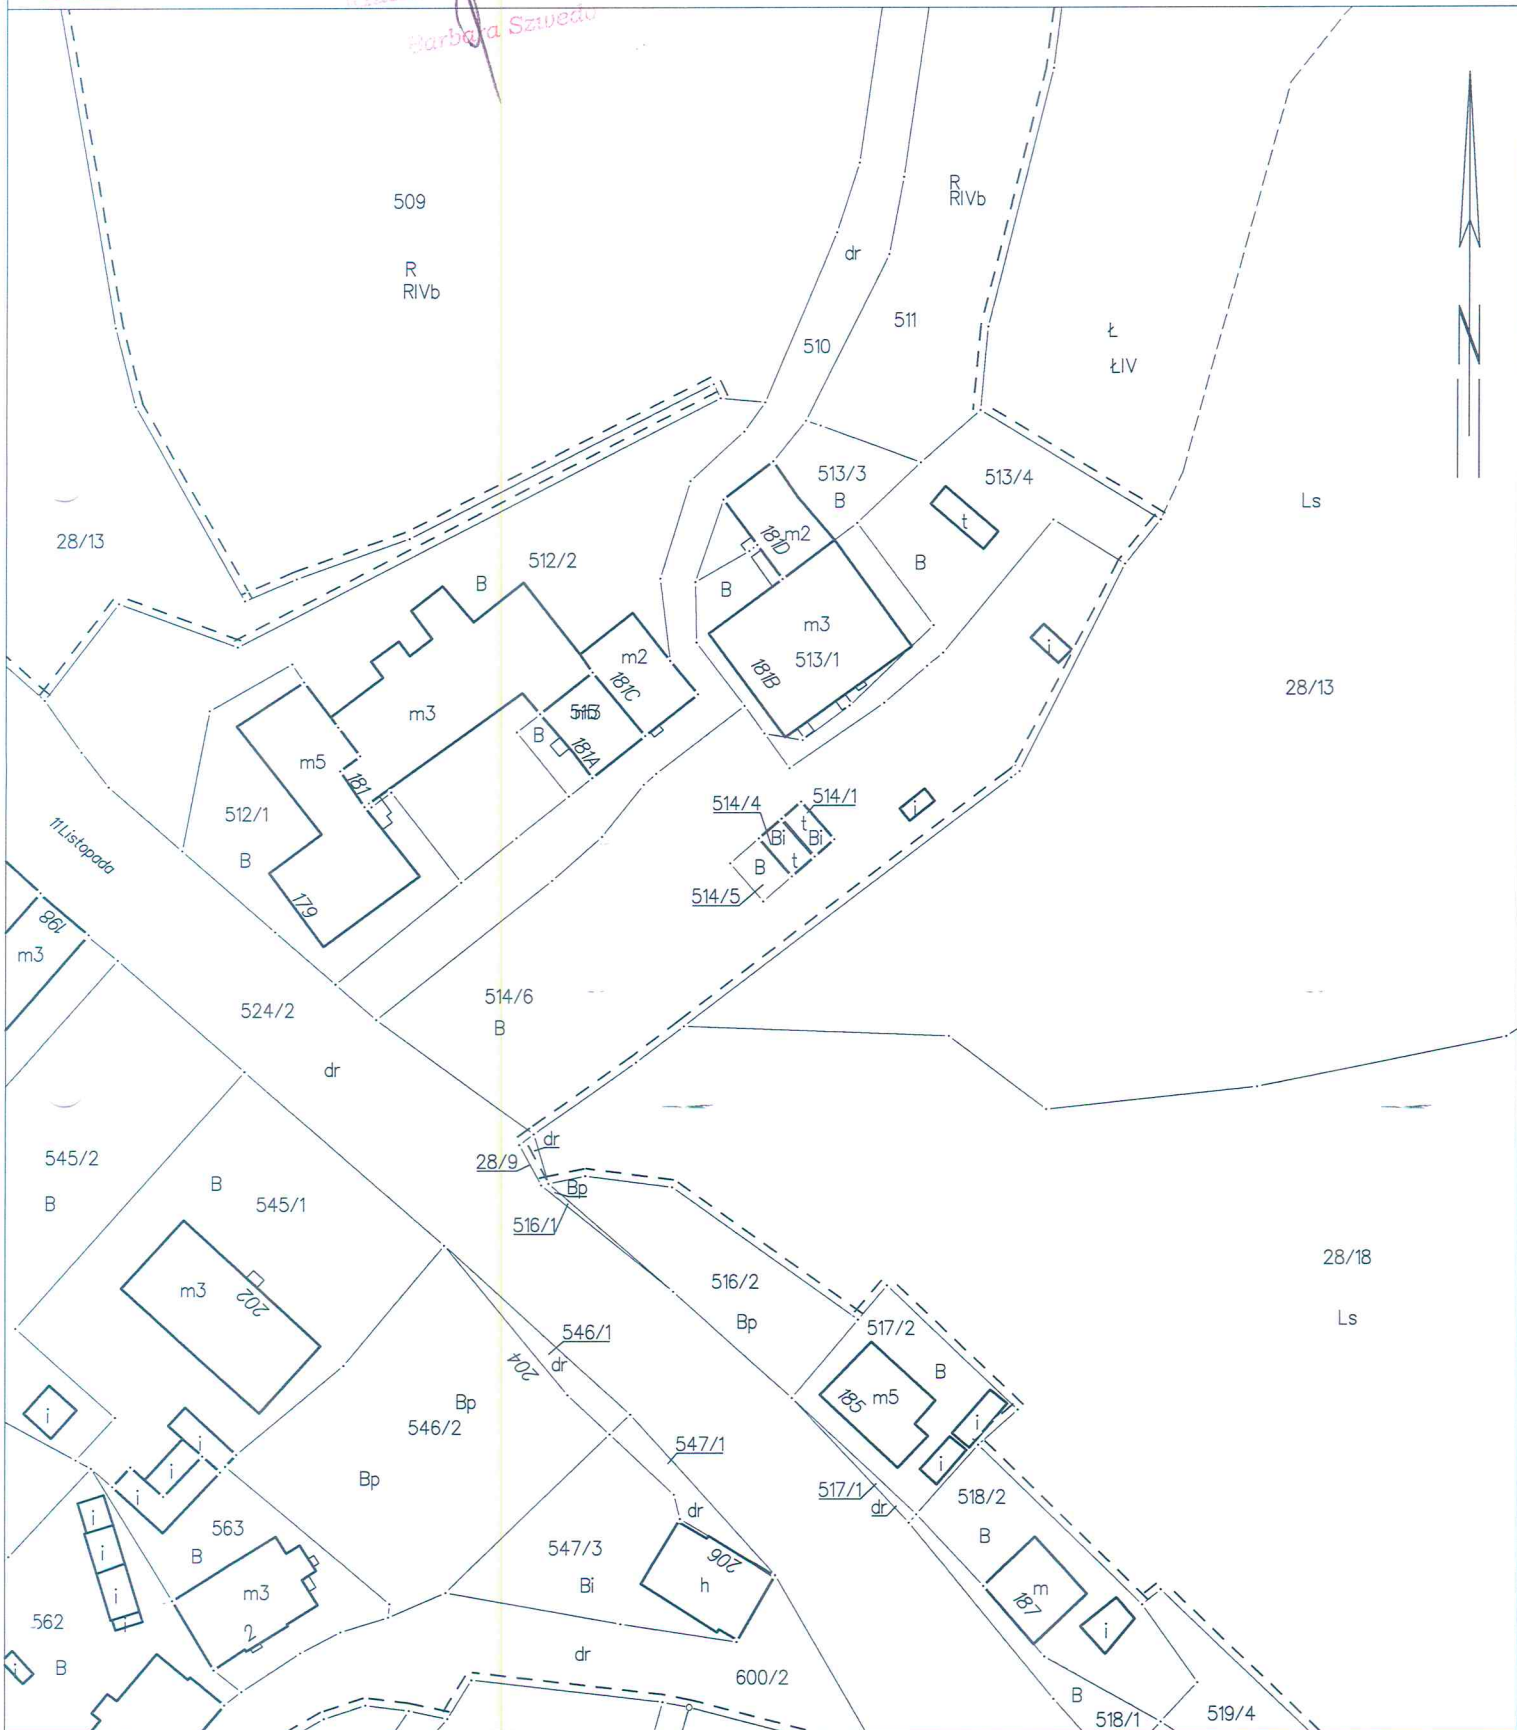 Barbara Szwedo
509
R
RIVb
R
RIVb
dr
511
510
Ł
ŁIV
N
513/3
B
513/4
t
Ls
28/13
512/2
B
m2
181D
B
B
m3
513/1
181B
i
28/13
m2
181C
m3
B
181A
m5
181
512/1
B
179
11Listopada
514/4
514/1
Bi
t
Bi
t
B
514/5
i
198
m3
524/2
dr
514/6
B
545/2
B
B
545/1
m3
202
28/9
dr
Bp
516/1
516/2
Bp
28/18
Ls
517/2
B
185
m5
i
i
546/1
dr
204
Bp
546/2
Bp
547/1
dr
517/1
dr
518/2
B
m
187
i
i
i
i
i
563
B
m3
2
i
i
i
i
562
B
i
547/3
Bi
206
h
dr
600/2
B
518/1
519/4